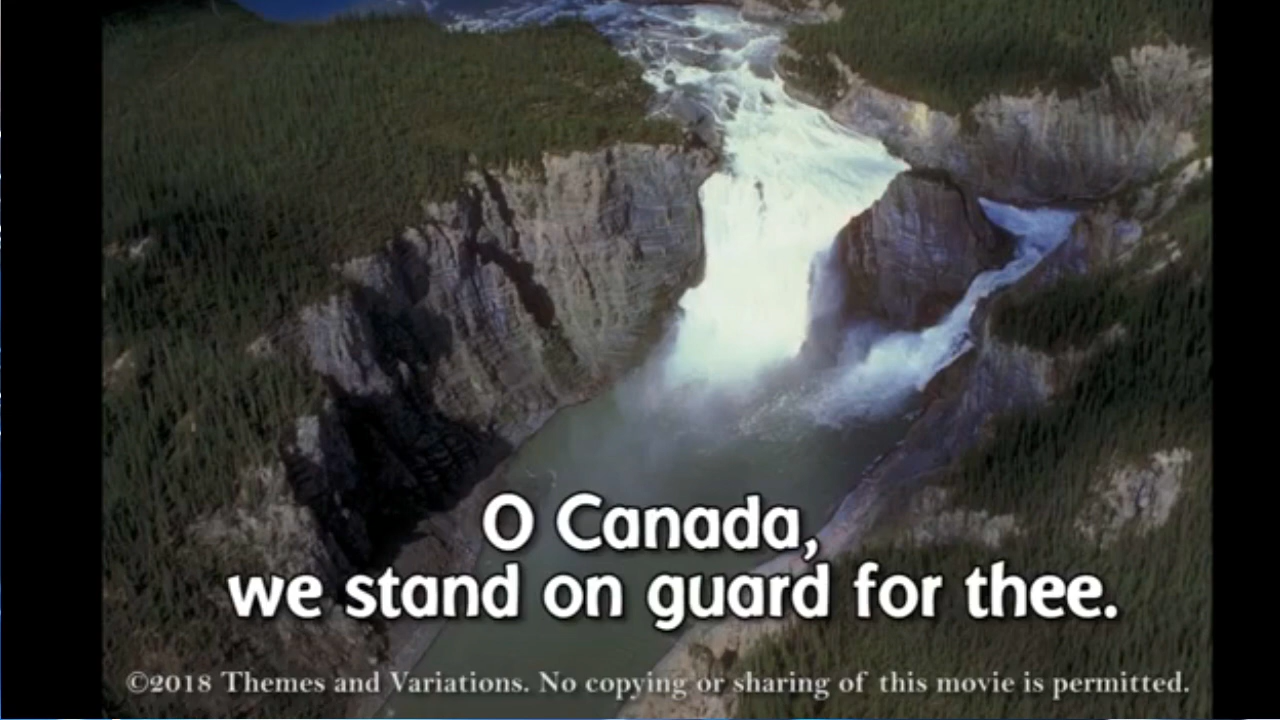 O Canada,
we stand on guard for thee.
©2018 Themes and Variations. No copying or sharing of this movie is permitted.